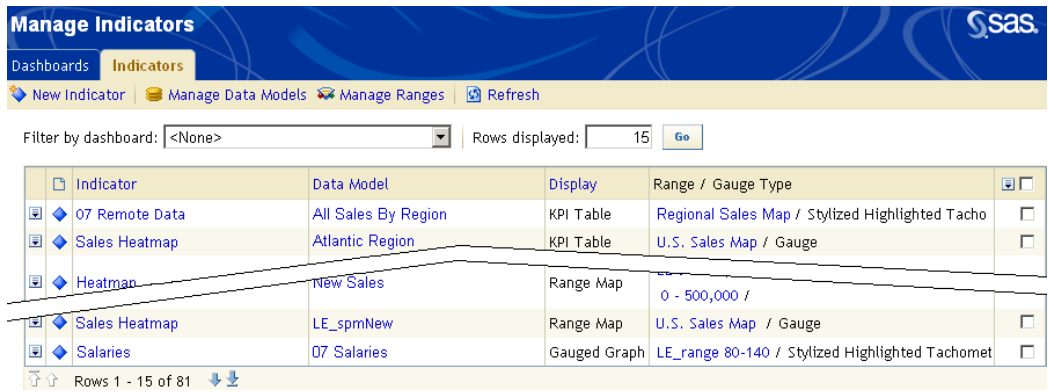 Manage Indicators
sas.
Dashboards Indicators
New Indicator Manage Data Models Manage Ranges Refresh
Filter by dashboard: <None> Rows displayed: 15 Go
Indicator Data Model Display Range / Gauge Type
07 Remote Data All Sales By Region KPI Table Regional Sales Map / Stylized Highlighted Tacho
Sales Heatmap Atlantic Region KPI Table U.S. Sales Map / Gauge
Heatmap New Sales Range Map
0 - 500,000 /
Sales Heatmap LE_spmNew Range Map U.S. Sales Map / Gauge
Salaries 07 Salaries Gauged Graph LE_range 80-140 / Stylized Highlighted Tachomet
Rows 1 - 15 of 81